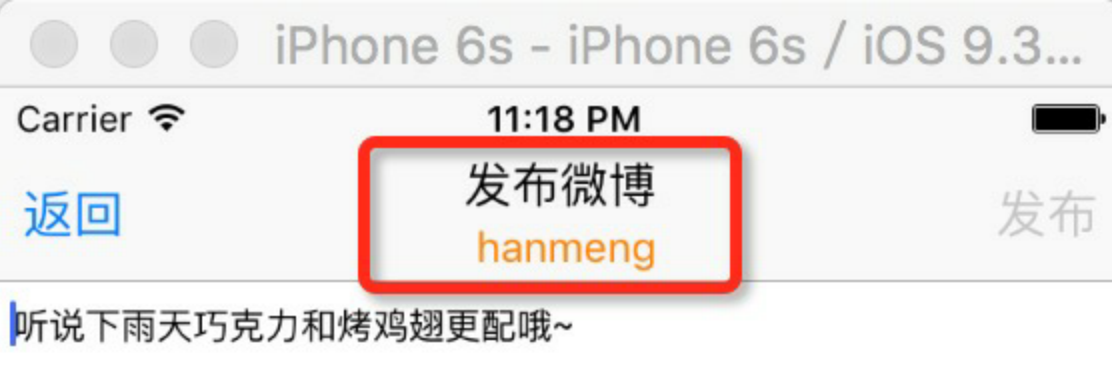 iPhone 6s - iPhone 6s / iOS 9.3...
Carrier 11:18 PM
返回 发布微博 发布
hanmeng
听说下雨天巧克力和烤鸡翅更配哦~